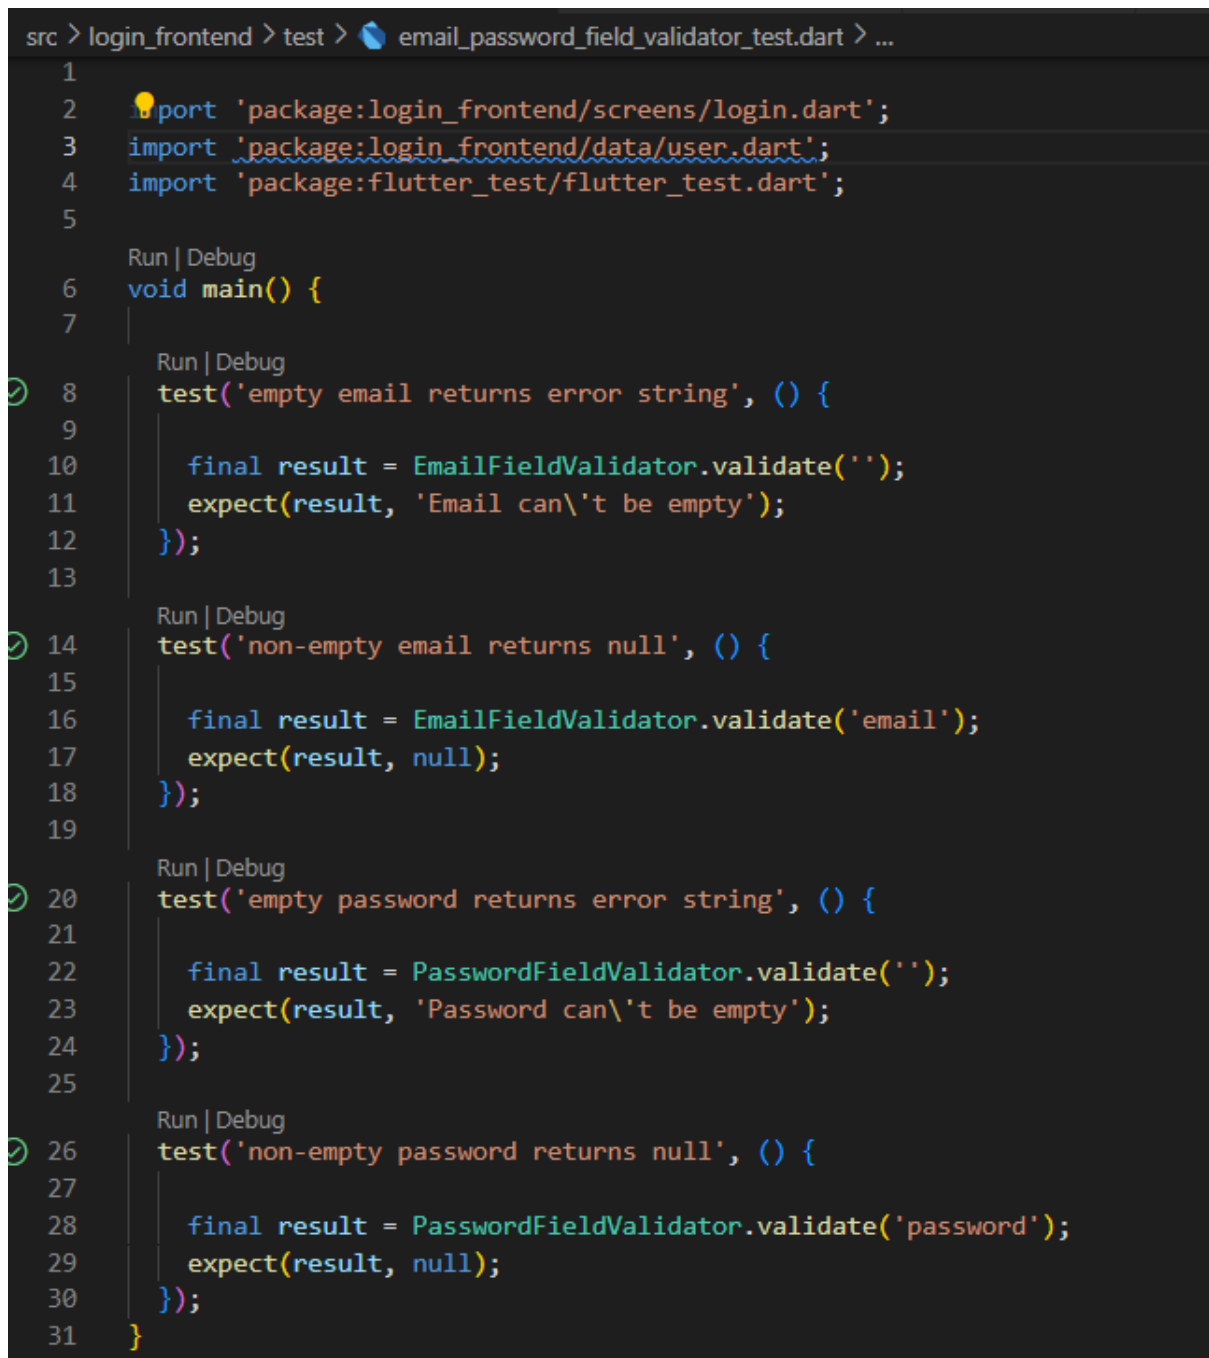 src > login_frontend > test > email_password_field_validator_test.dart > ...
1
2 import 'package:login_frontend/screens/login.dart';
3 import 'package:login_frontend/data/user.dart';
4 import 'package:flutter_test/flutter_test.dart';
5
Run | Debug
6 void main() {
7
Run | Debug
8 test('empty email returns error string', () {
9
10 final result = EmailFieldValidator.validate('');
11 expect(result, 'Email can\'t be empty');
12 });
13
Run | Debug
14 test('non-empty email returns null', () {
15
16 final result = EmailFieldValidator.validate('email');
17 expect(result, null);
18 });
19
Run | Debug
20 test('empty password returns error string', () {
21
22 final result = PasswordFieldValidator.validate('');
23 expect(result, 'Password can\'t be empty');
24 });
25
Run | Debug
26 test('non-empty password returns null', () {
27
28 final result = PasswordFieldValidator.validate('password');
29 expect(result, null);
30 });
31 }